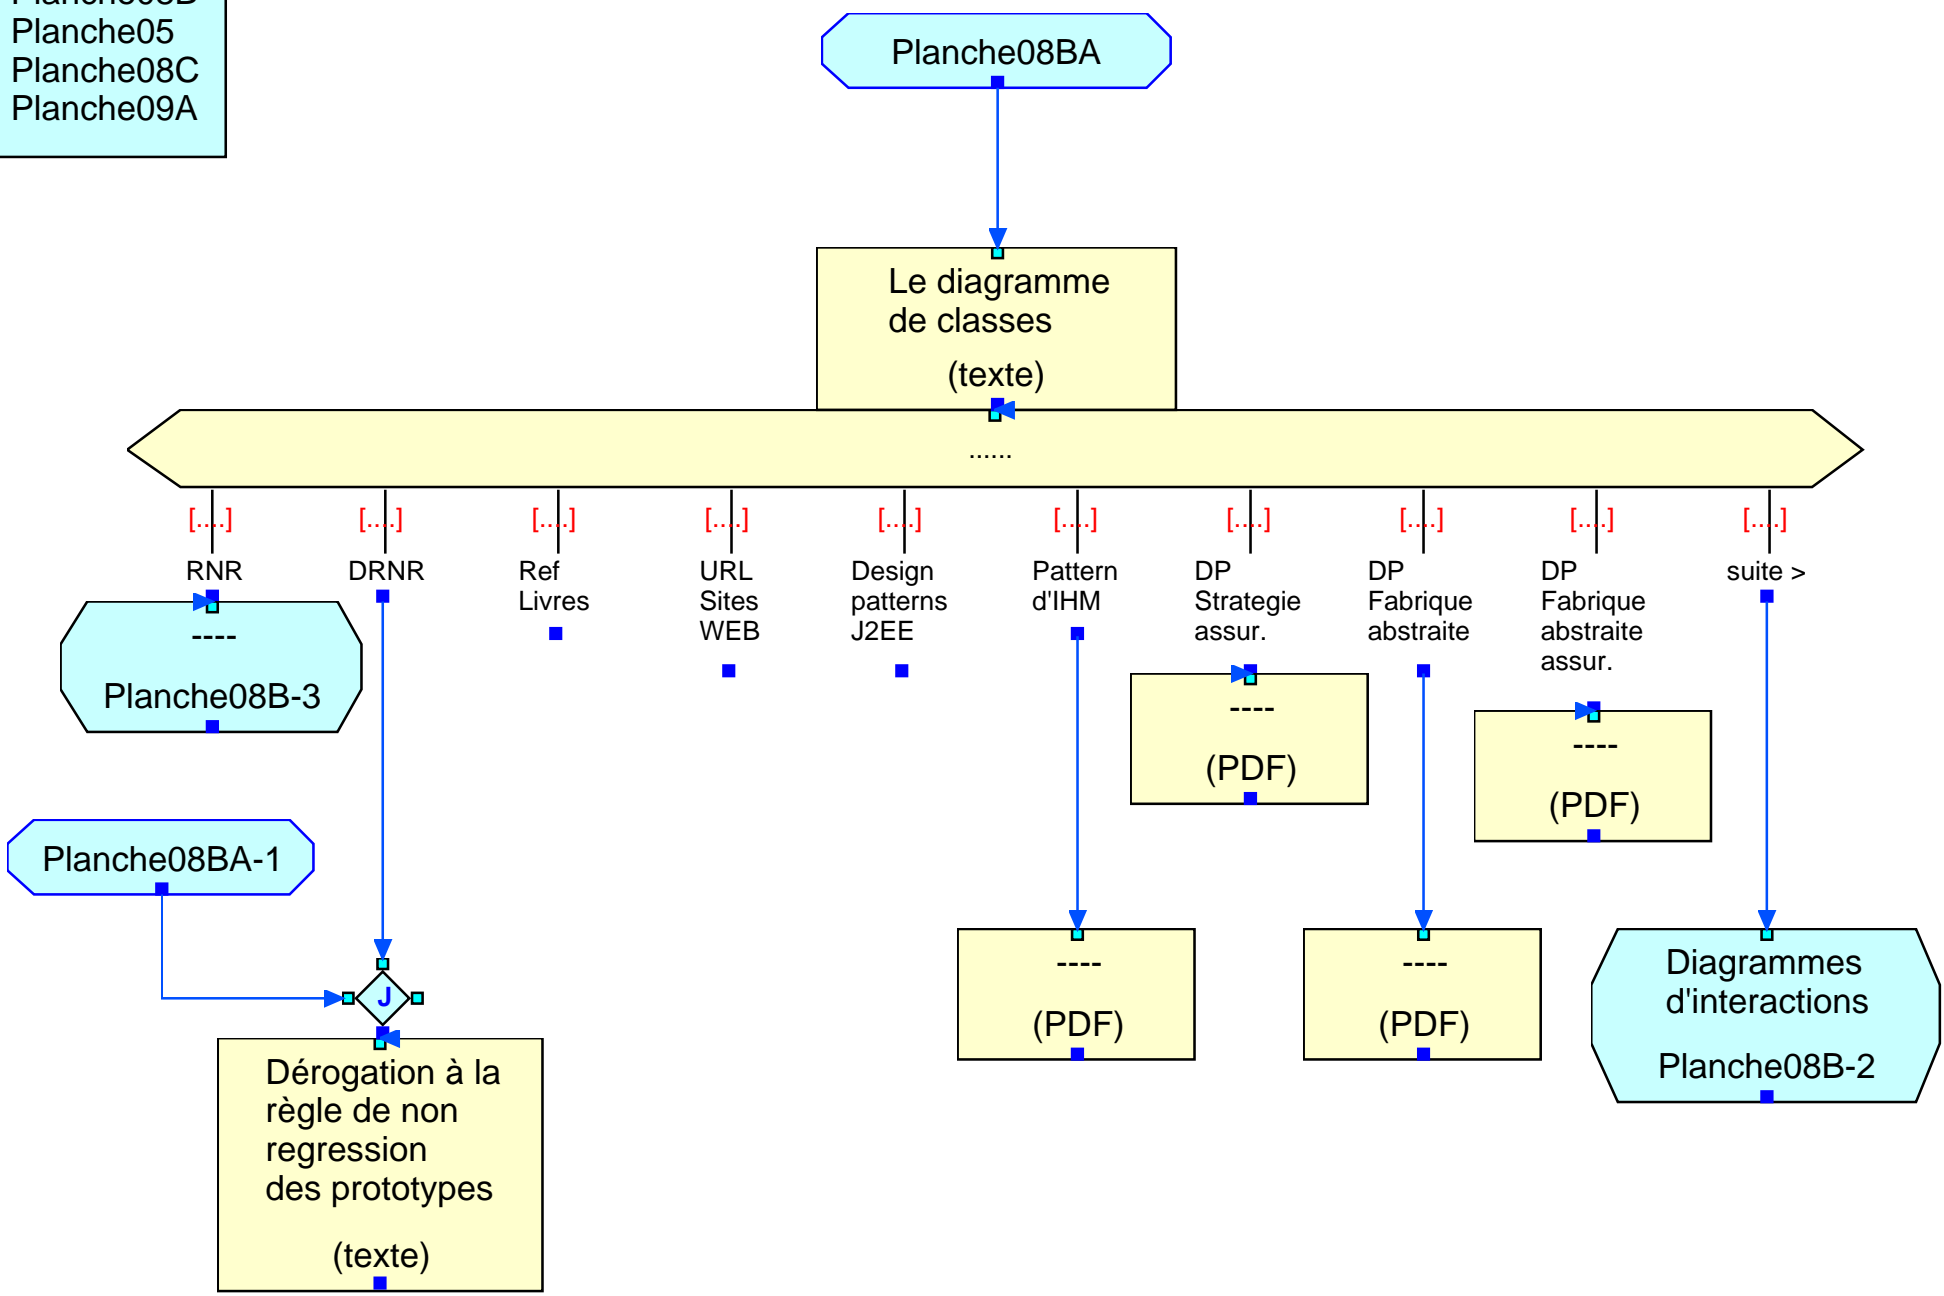 Planche05
Planche08C
Planche09A
Planche08BA
Le diagramme
de classes
(texte)
......
[....]
[....]
[....]
[....]
[....]
[....]
[....]
[....]
[....]
[....]
RNR
DRNR
Ref
Livres
URL
Sites
WEB
Design
patterns
J2EE
Pattern
d'IHM
DP
Strategie
assur.
DP
Fabrique
abstraite
DP
Fabrique
abstraite
assur.
suite >
----
Planche08B-3
----
(PDF)
----
(PDF)
Planche08BA-1
J
----
(PDF)
----
(PDF)
Diagrammes
d'interactions
Planche08B-2
Dérogation à la
règle de non
regression
des prototypes
(texte)